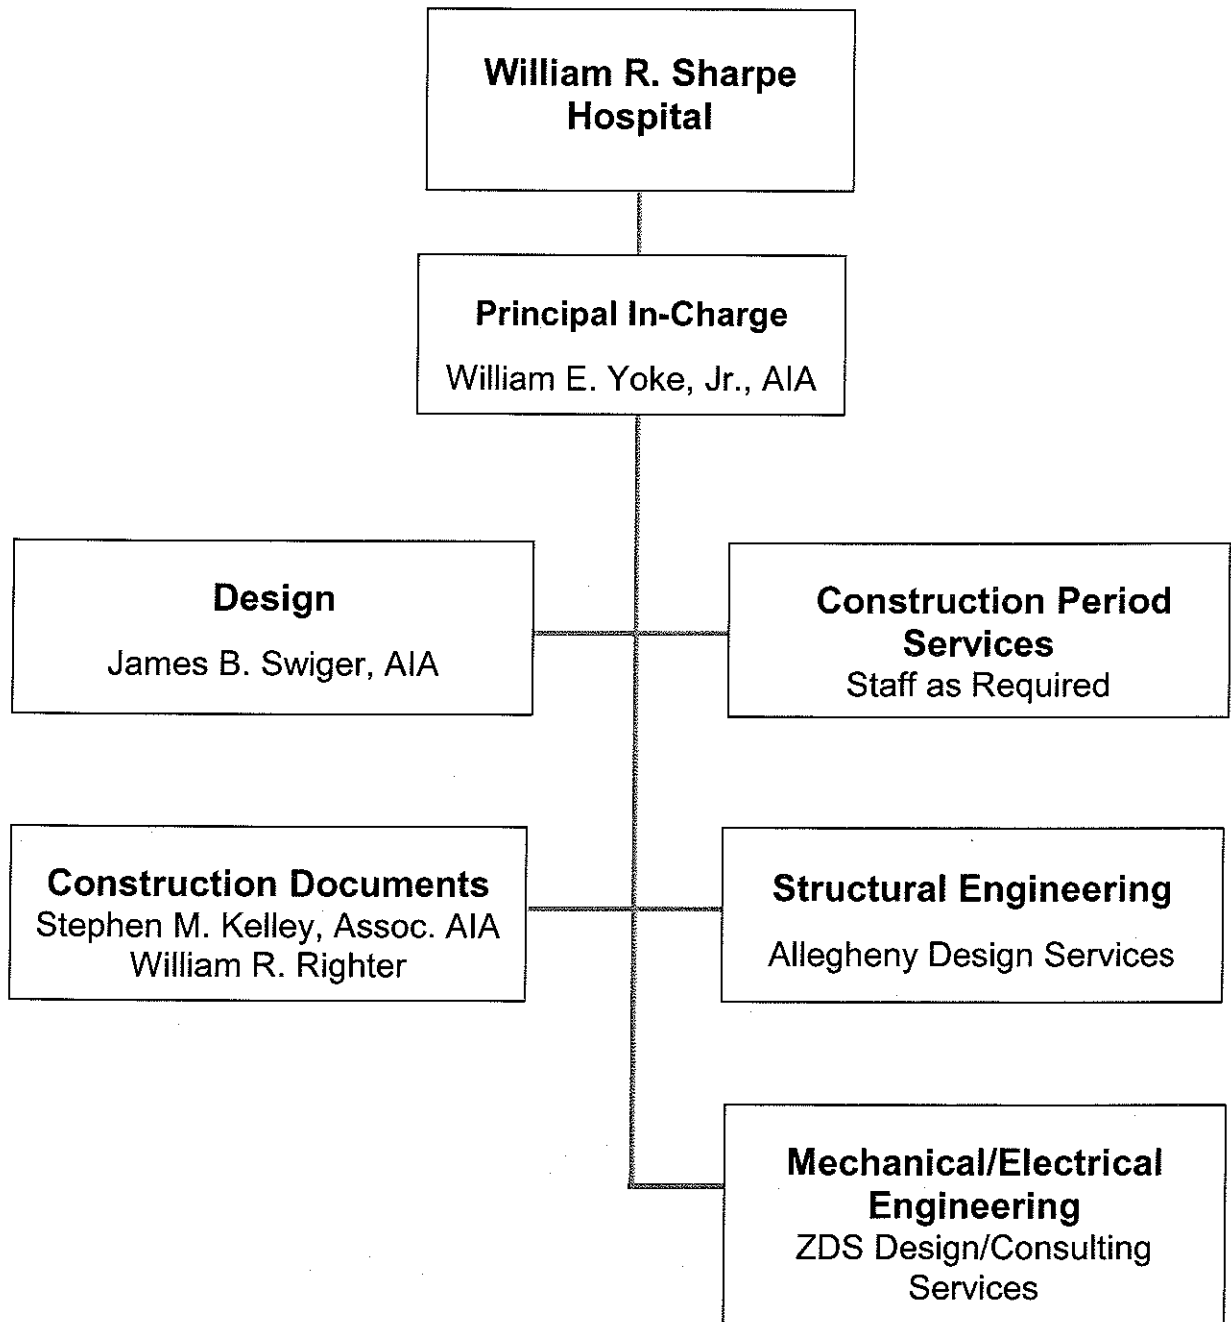 William R. Sharpe
Hospital
Principal In-Charge
William E. Yoke, Jr., AIA
Design
James B. Swiger, AIA
Construction Period
Services
Staff as Required
Construction Documents
Stephen M. Kelley, Assoc. AIA
William R. Righter
Structural Engineering
Allegheny Design Services
Mechanical/Electrical
Engineering
ZDS Design/Consulting
Services